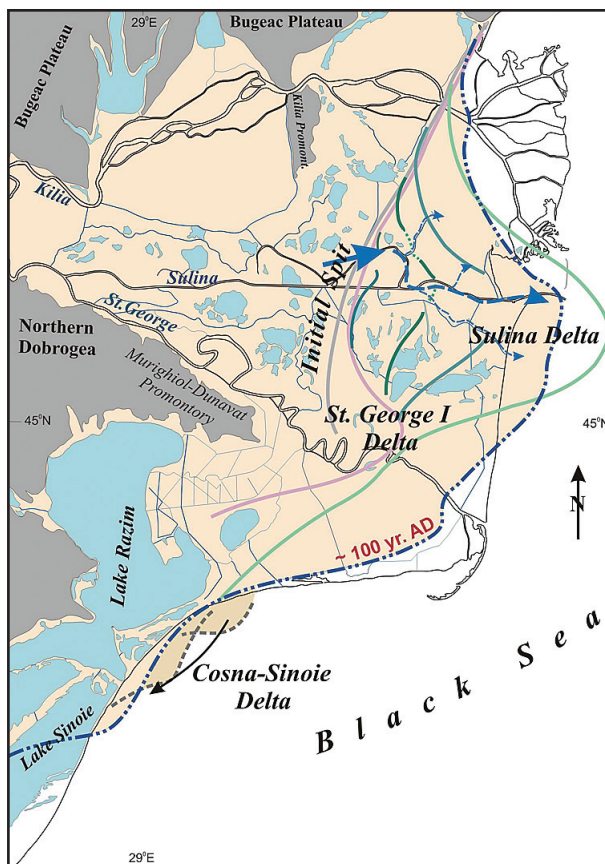 29°E
Bugeac Plateau
Bugeac Plateau
Kilia Promont.
Kilia
Sulina
Initial Spit
St.George
Sulina Delta
Northern
Dobrogea
Murighiol-Dunavat
Promontory
St. George I
Delta
45°N
45°N
N
Lake Razim
~ 100 yr. AD
Cosna-Sinoie
Delta
Black Sea
Lake Sinoie
29°E